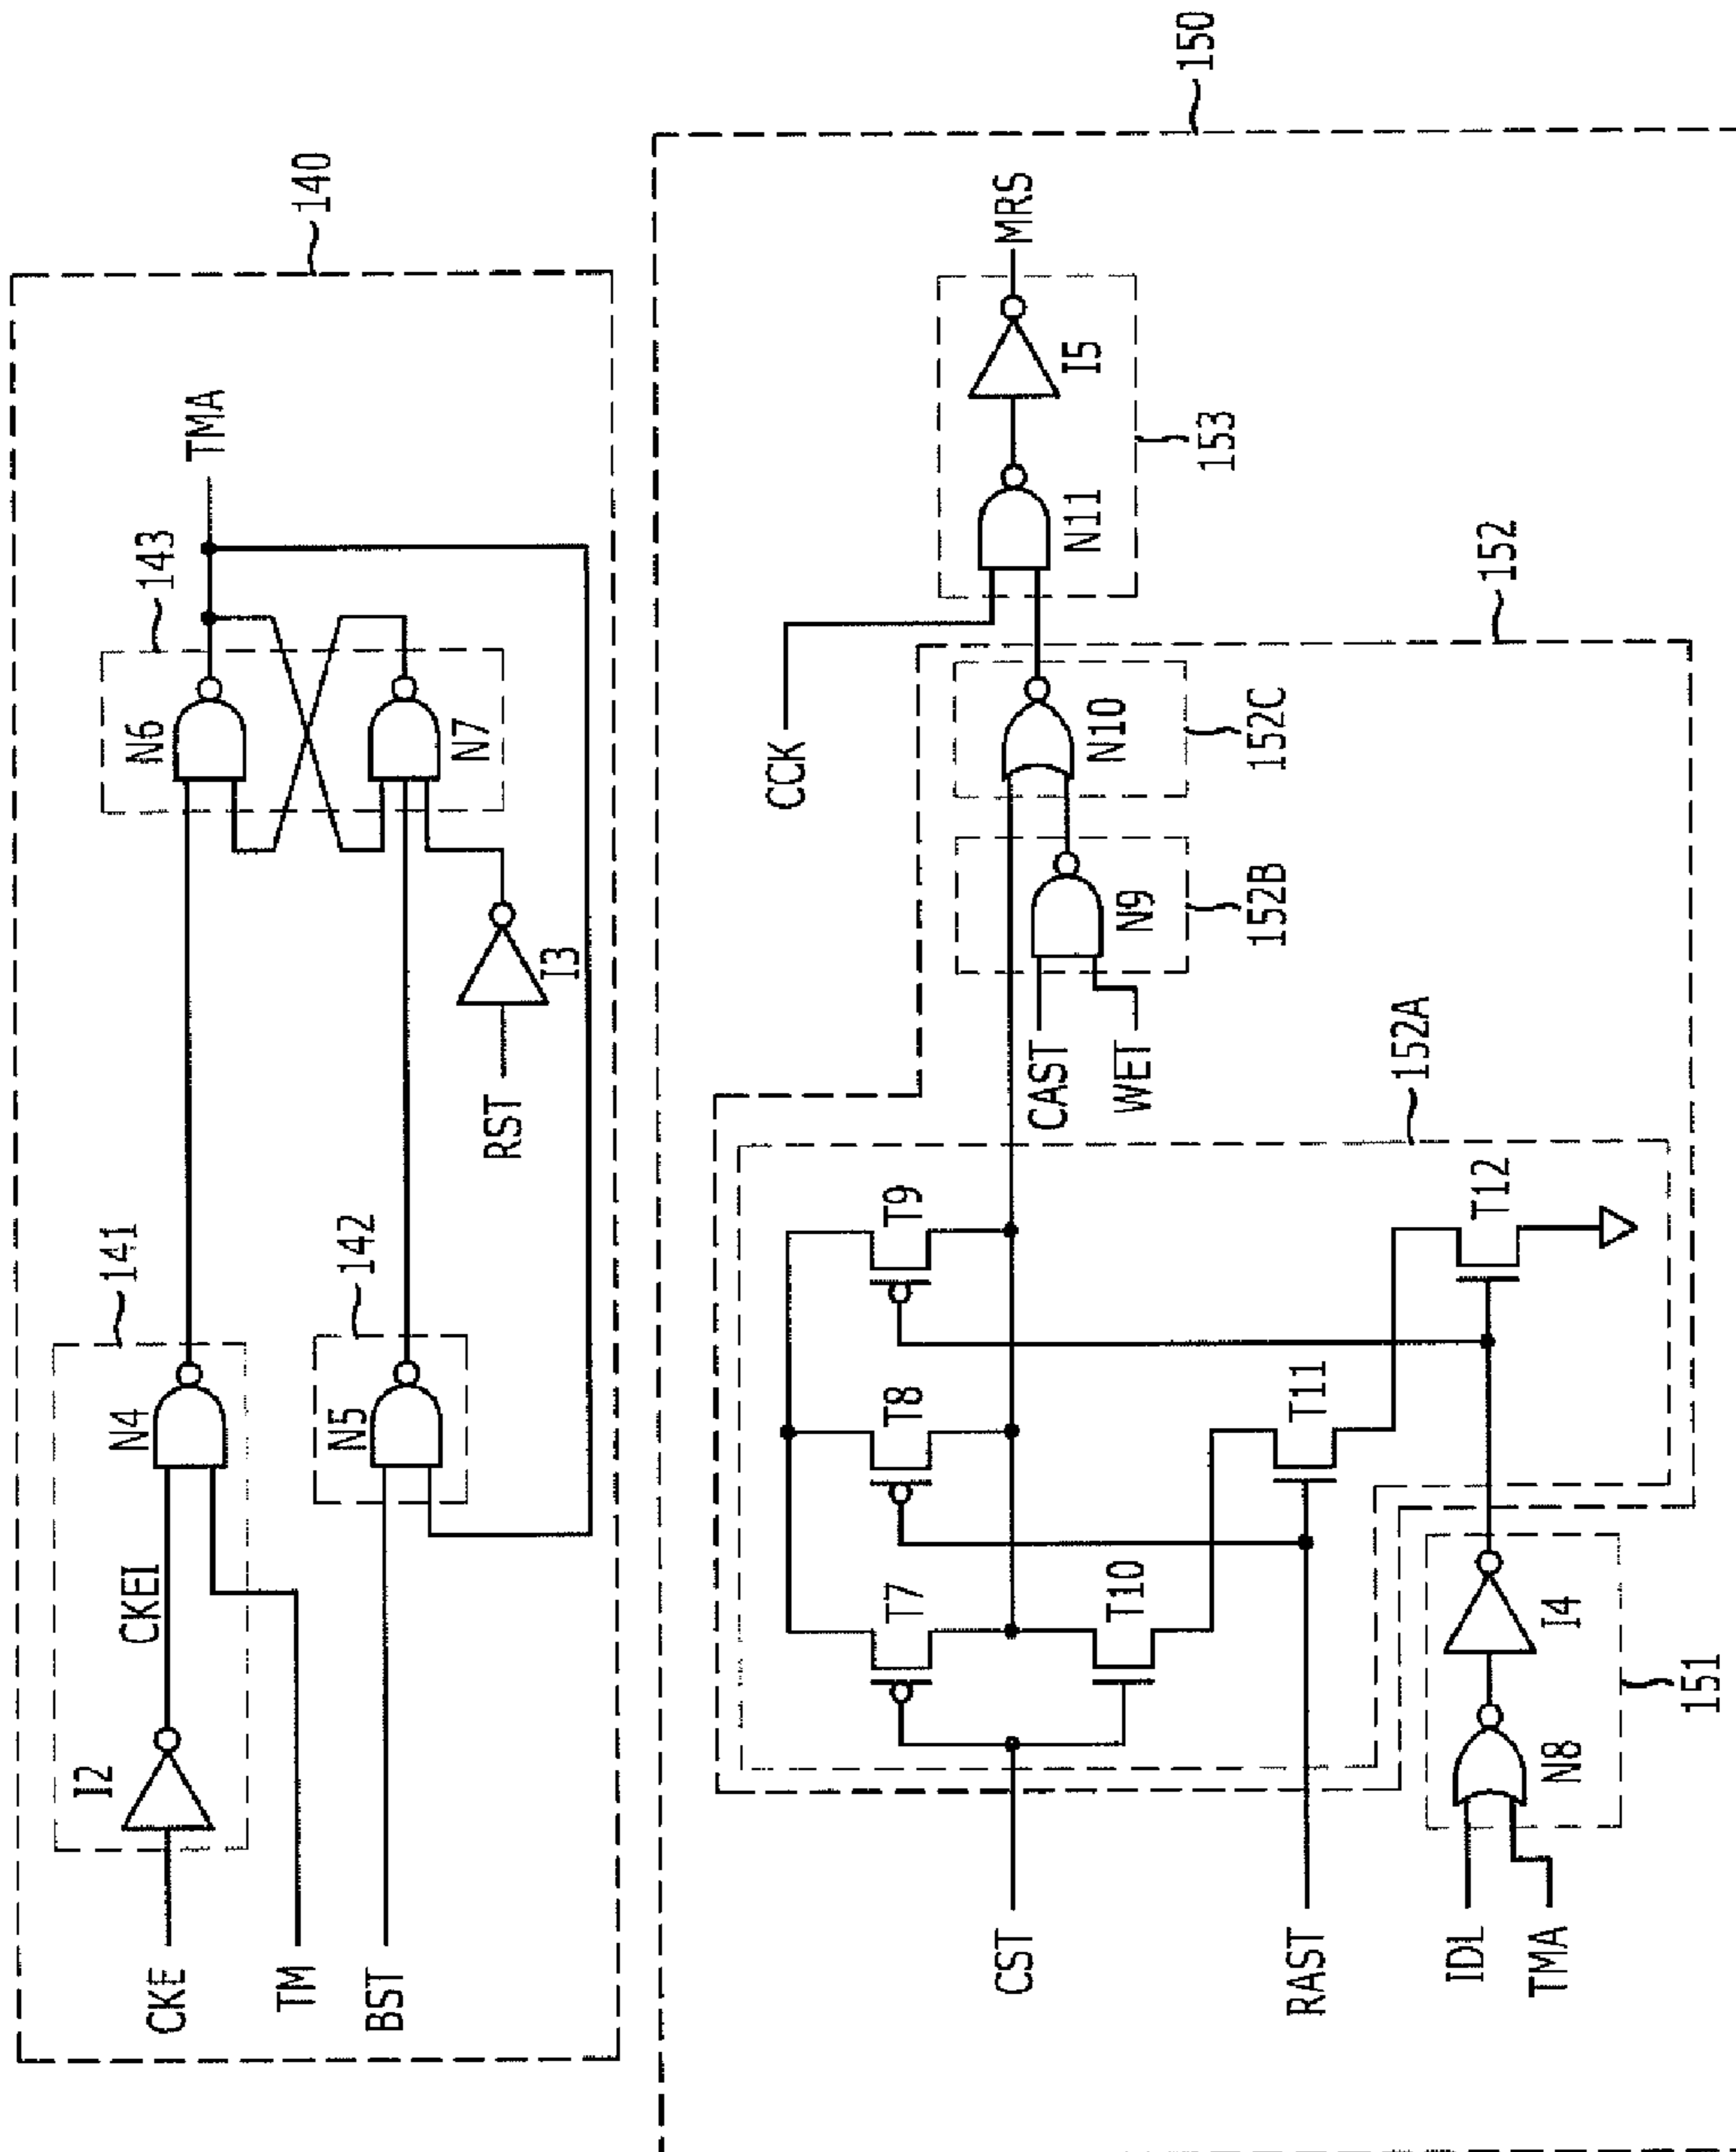 140
141
143
I2
CKE
CKEI
N4
N6
TMA
TM
142
N5
N7
BST
RST
I3
150
CCK
MRS
N11
I5
153
T7
T8
T9
CST
T10
CAST
WET
N9
152B
N10
152C
152
152A
RAST
T11
T12
IDL
TMA
N8
I4
151